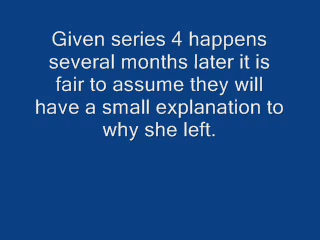 Given series 4 happens
several months later it is
fair to assume they will
have a small explanation to
why she left.